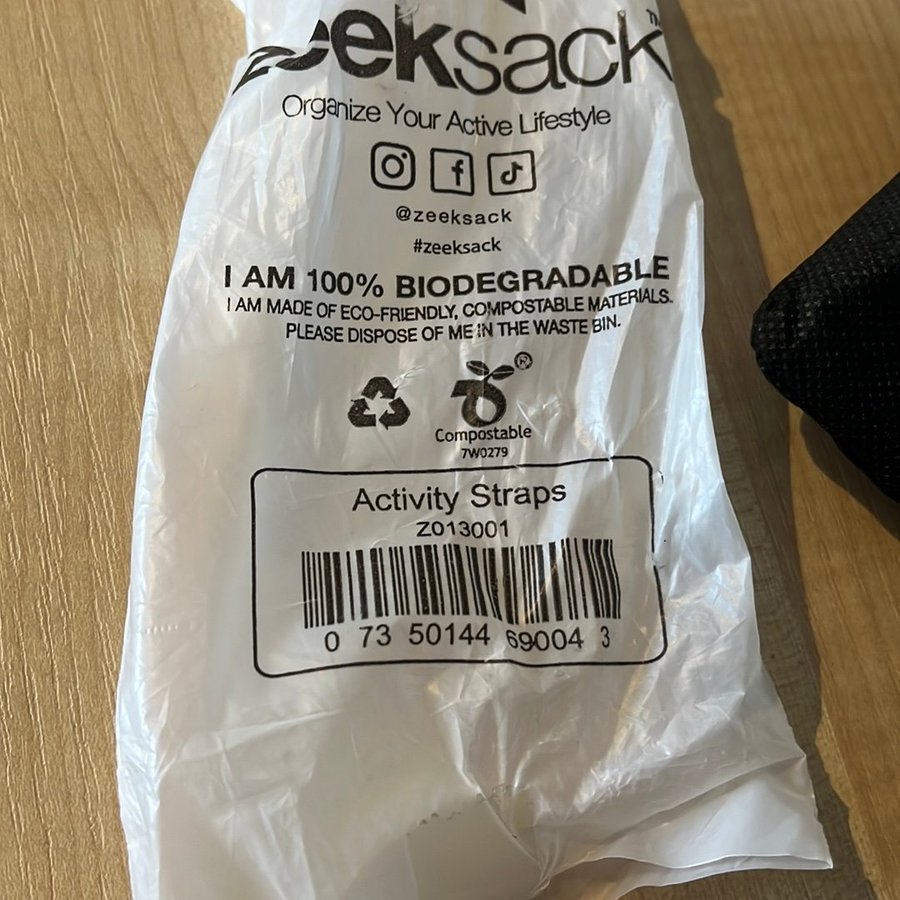 zeeksack™
Organize Your Active Lifestyle
@zeeksack
#zeeksack
I AM 100% BIODEGRADABLE
I AM MADE OF ECO-FRIENDLY, COMPOSTABLE MATERIALS.
PLEASE DISPOSE OF ME IN THE WASTE BIN.
®
Compostable
7W0279
Activity Straps
Z013001
0 73 50144 69004 3